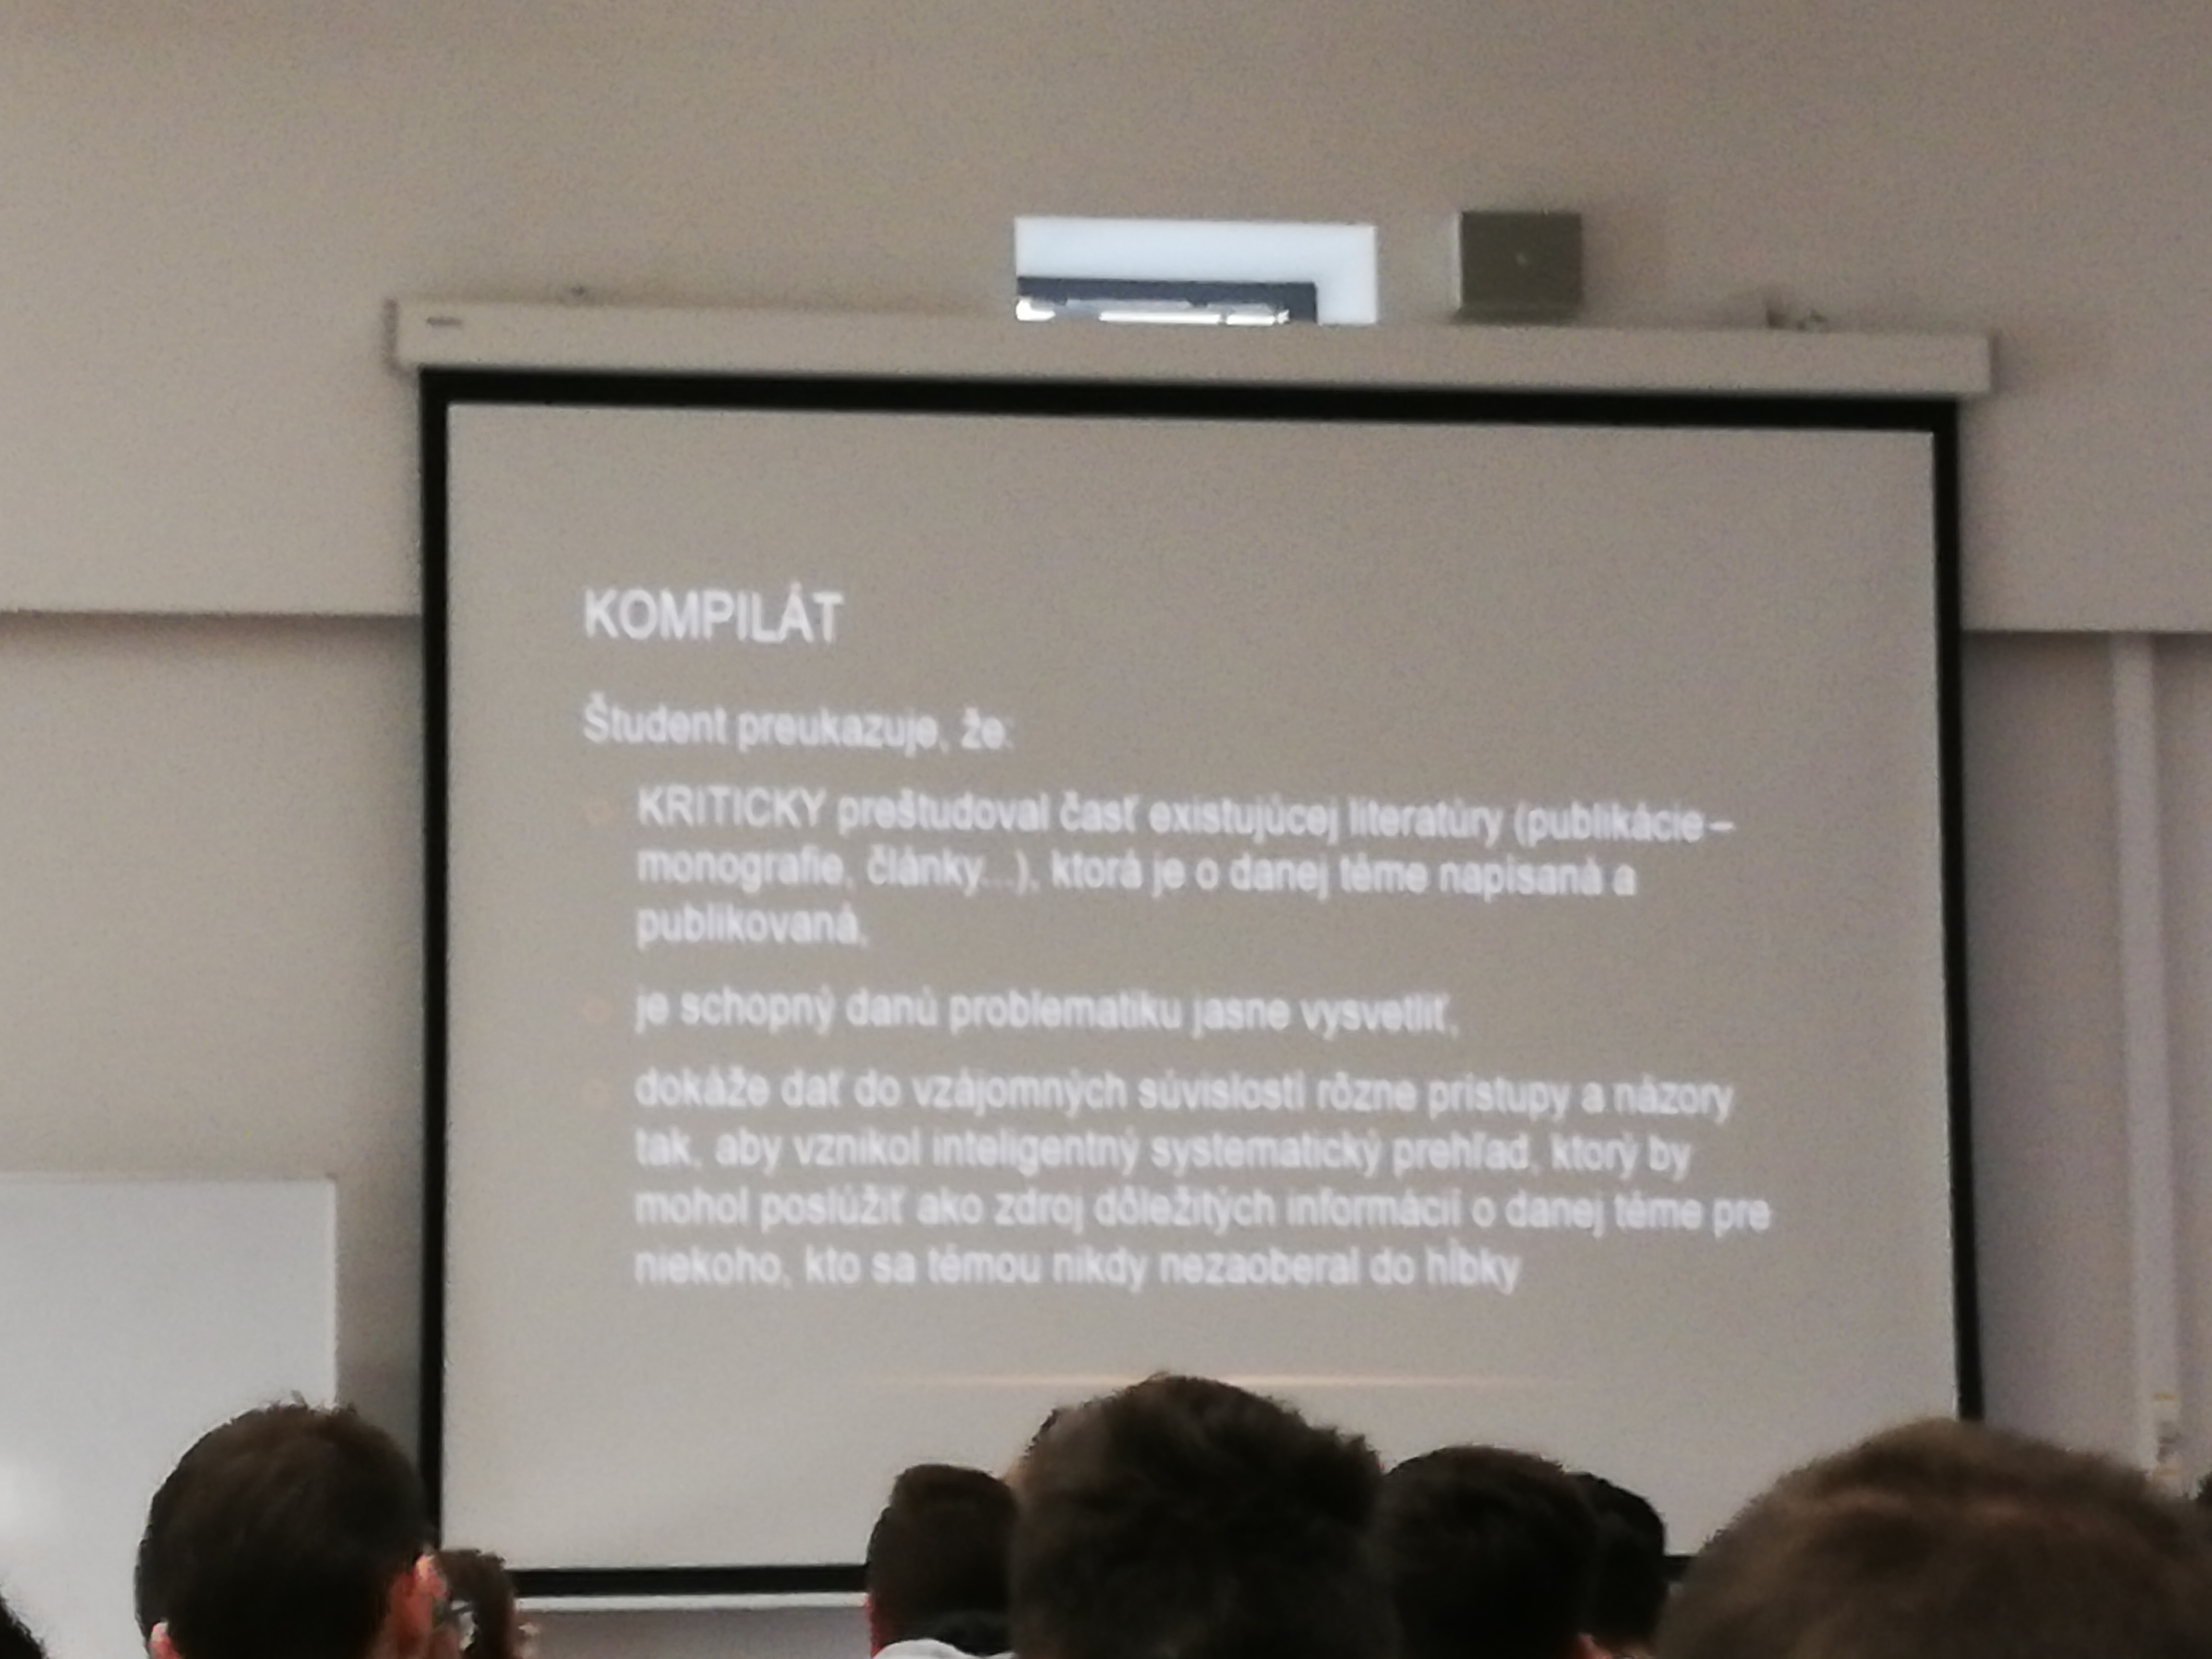 KOMPILÁT
Študent preukazuje, že:
KRITICKY preštudoval časť existujúcej literatúry (publikácie –
monografie, články...), ktorá je o danej téme napísaná a
publikovaná,
je schopný danú problematiku jasne vysvetliť,
dokáže dať do vzájomných súvislostí rôzne prístupy a názory
tak, aby vznikol inteligentný systematický prehľad, ktorý by
mohol poslúžiť ako zdroj dôležitých informácií o danej téme pre
niekoho, kto sa témou nikdy nezaoberal do hĺbky